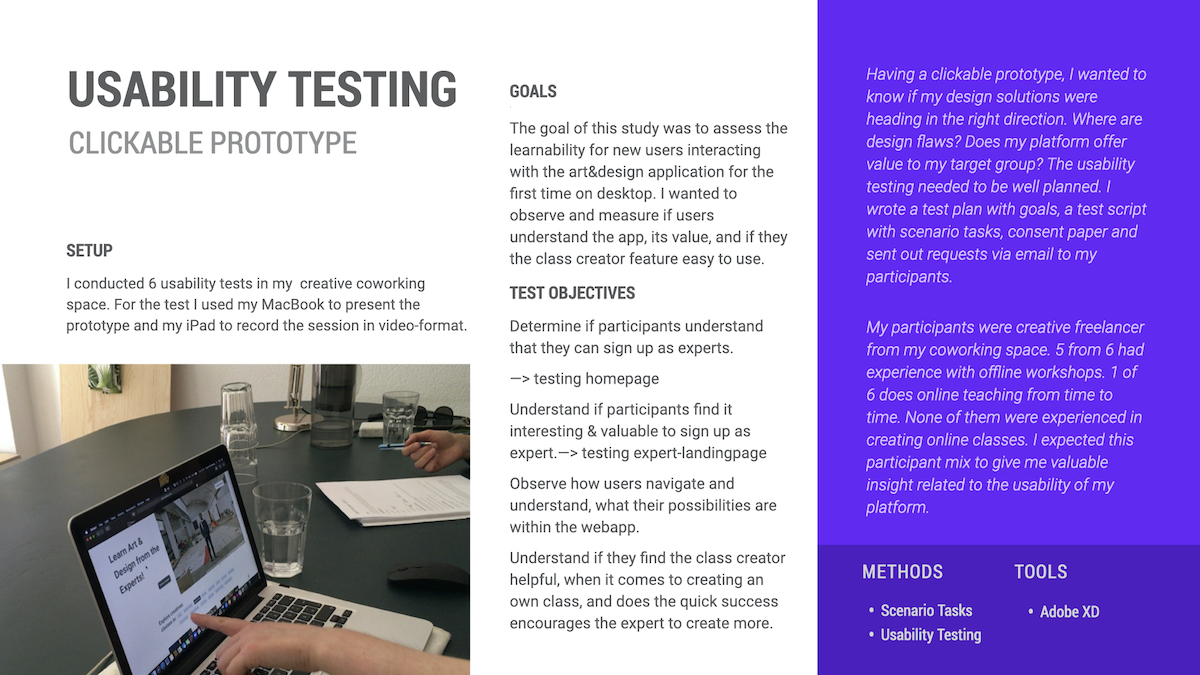 USABILITY TESTING
CLICKABLE PROTOTYPE
SETUP
I conducted 6 usability tests in my creative coworking
space. For the test I used my MacBook to present the
prototype and my iPad to record the session in video-format.
Learn Art &
Design from the
Experts!
GOALS
The goal of this study was to assess the
learnability for new users interacting
with the art&design application for the
first time on desktop. I wanted to
observe and measure if users
understand the app, its value, and if they
the class creator feature easy to use.
TEST OBJECTIVES
Determine if participants understand
that they can sign up as experts.
—> testing homepage
Understand if participants find it
interesting & valuable to sign up as
expert.—> testing expert-landingpage
Observe how users navigate and
understand, what their possibilities are
within the webapp.
Understand if they find the class creator
helpful, when it comes to creating an
own class, and does the quick success
encourages the expert to create more.
Having a clickable prototype, I wanted to
know if my design solutions were
heading in the right direction. Where are
design flaws? Does my platform offer
value to my target group? The usability
testing needed to be well planned. I
wrote a test plan with goals, a test script
with scenario tasks, consent paper and
sent out requests via email to my
participants.
My participants were creative freelancer
from my coworking space. 5 from 6 had
experience with offline workshops. 1 of
6 does online teaching from time to
time. None of them were experienced in
creating online classes. I expected this
participant mix to give me valuable
insight related to the usability of my
platform.
METHODS
• Scenario Tasks
• Usability Testing
TOOLS
• Adobe XD